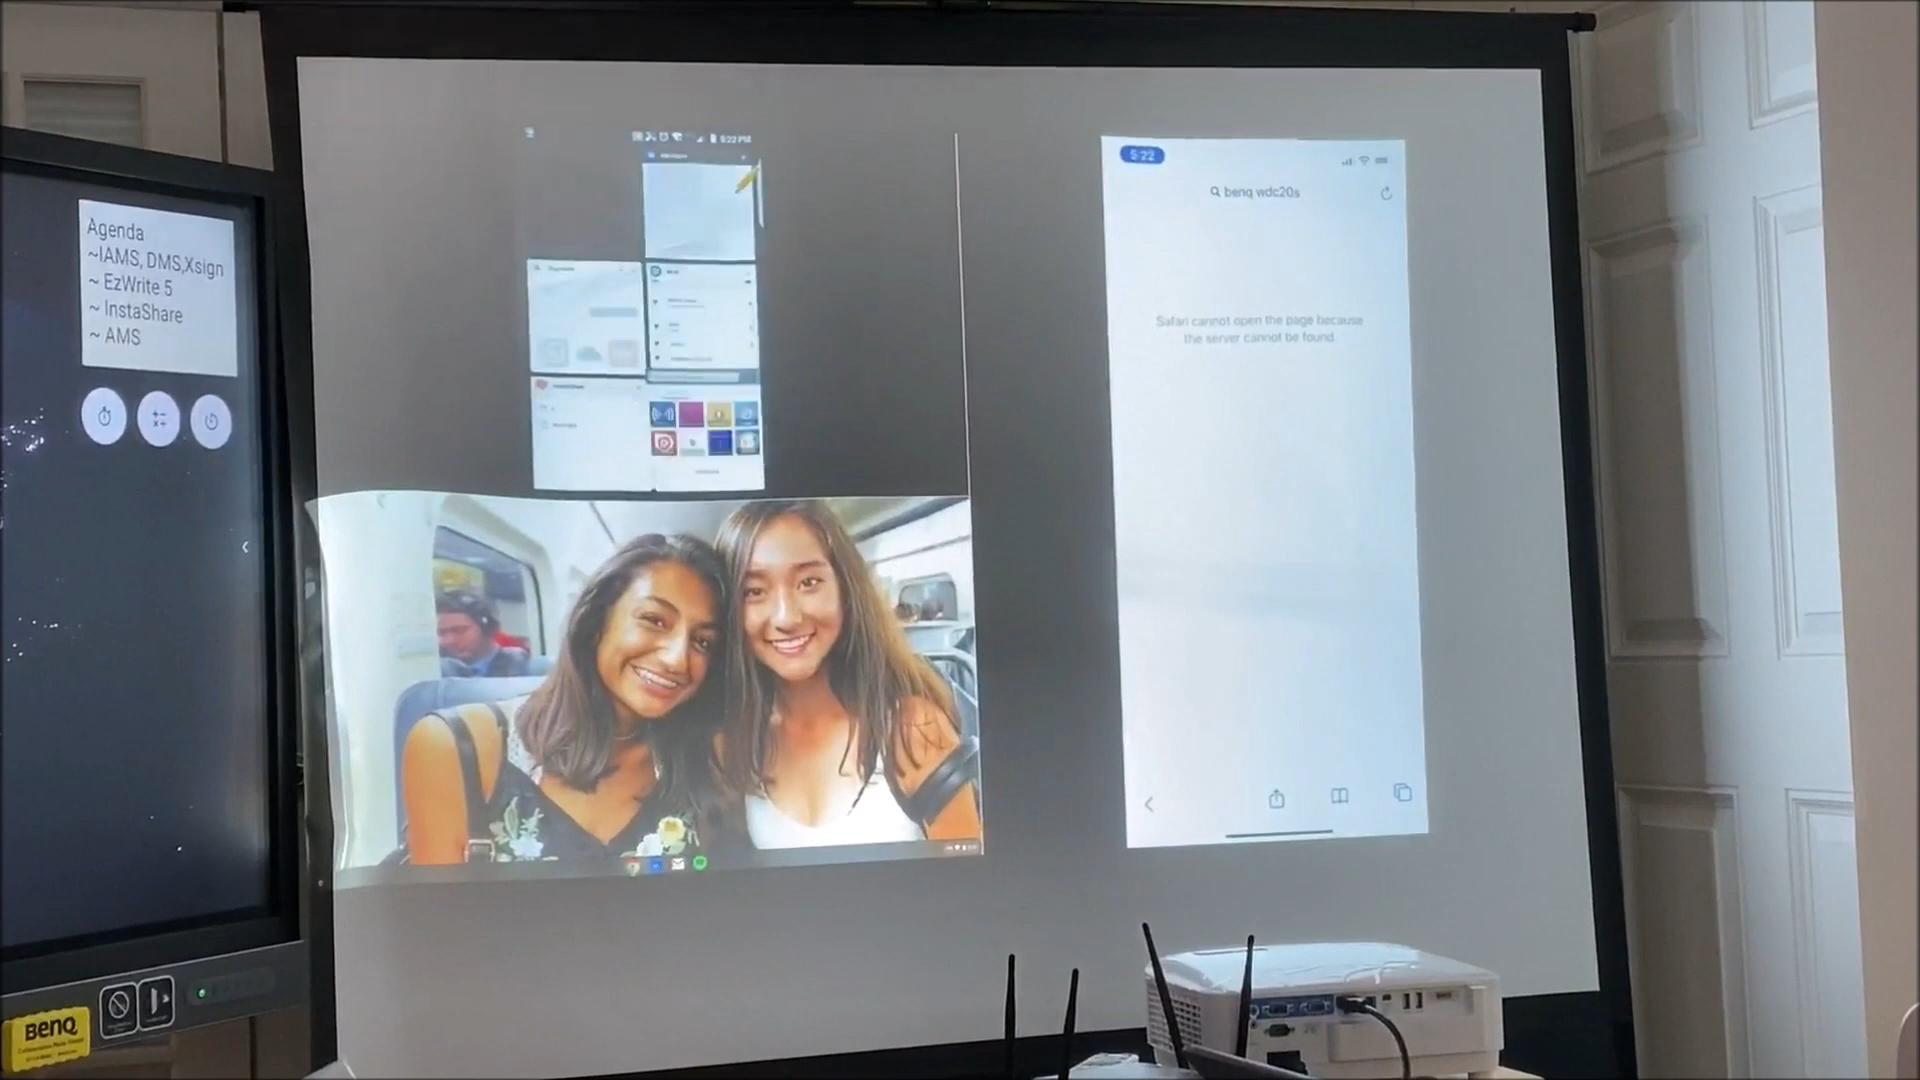 Agenda
~IAMS, DMS,Xsign
~ EzWrite 5
~ InstaShare
~ AMS
BenQ
5:22 PM
5:22
benq wdc20s
Safari cannot open the page because
the server cannot be found.